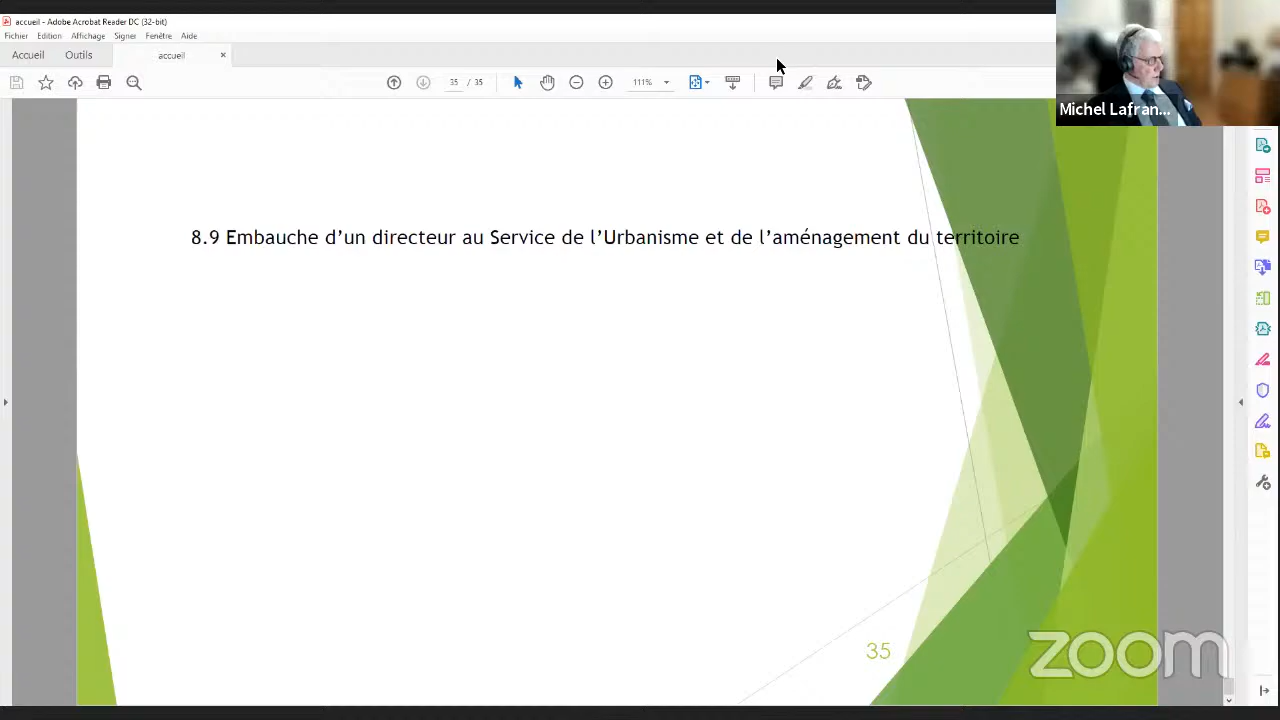 accueil - Adobe Acrobat Reader DC (32-bit)
Fichier Edition Affichage Signer Fenêtre Aide
Accueil Outils accueil ×
35 / 35 111%
Michel Lafran...
8.9 Embauche d’un directeur au Service de l’Urbanisme et de l’aménagement du territoire
35
zoom